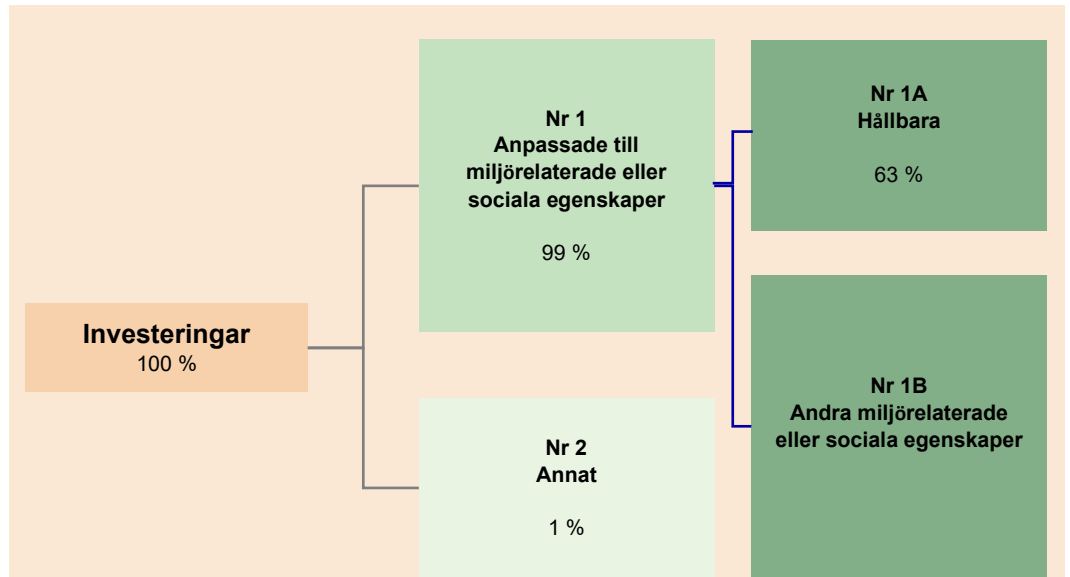 Investeringar
100 %
Nr 1
Anpassade till
miljörelaterade eller
sociala egenskaper
99 %
Nr 2
Annat
1 %
Nr 1A
Hållbara
63 %
Nr 1B
Andra miljörelaterade
eller sociala egenskaper